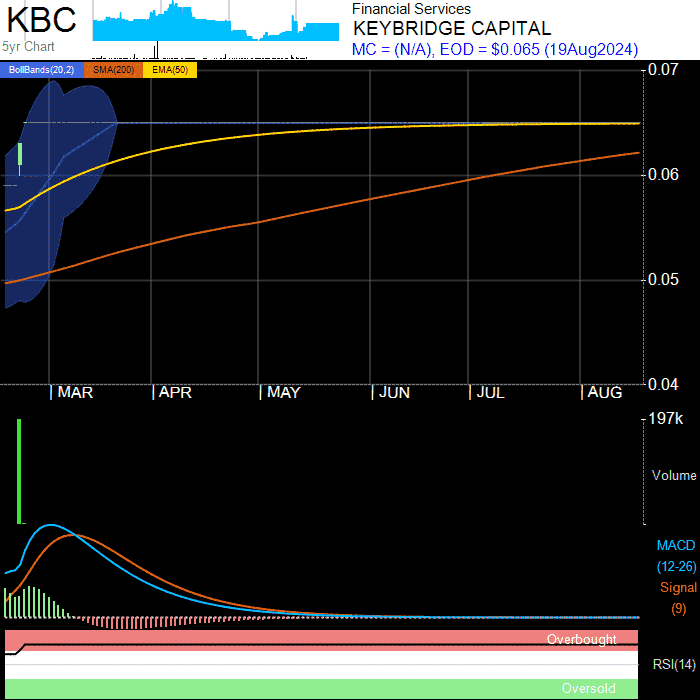 KBC
5yr Chart
Financial Services
KEYBRIDGE CAPITAL
MC = (N/A), EOD = $0.065 (19Aug2024)
BollBands(20,2) SMA(200) EMA(50)
0.07
0.06
0.05
0.04
MAR APR MAY JUN JUL AUG
197k
Volume
MACD
(12-26)
Signal
(9)
Overbought
RSI(14)
Oversold